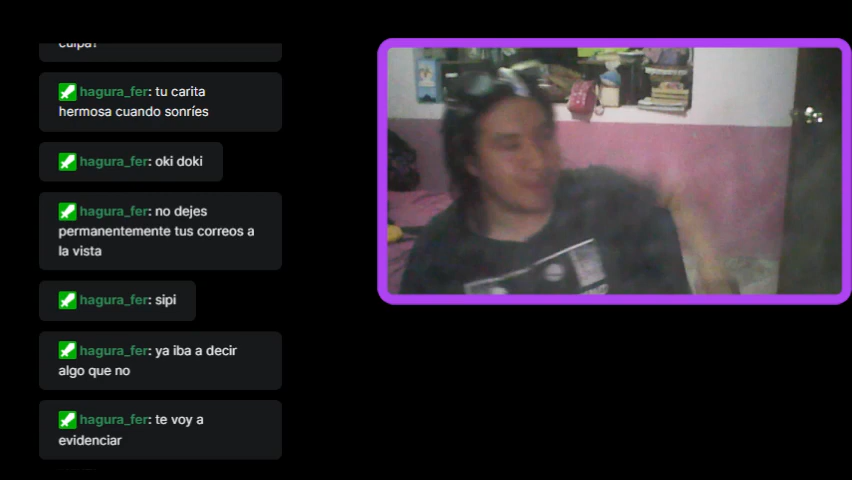 culpa?
hagura_fer: tu carita
hermosa cuando sonríes
hagura_fer: oki doki
hagura_fer: no dejes
permanentemente tus correos a
la vista
hagura_fer: sipi
hagura_fer: ya iba a decir
algo que no
hagura_fer: te voy a
evidenciar